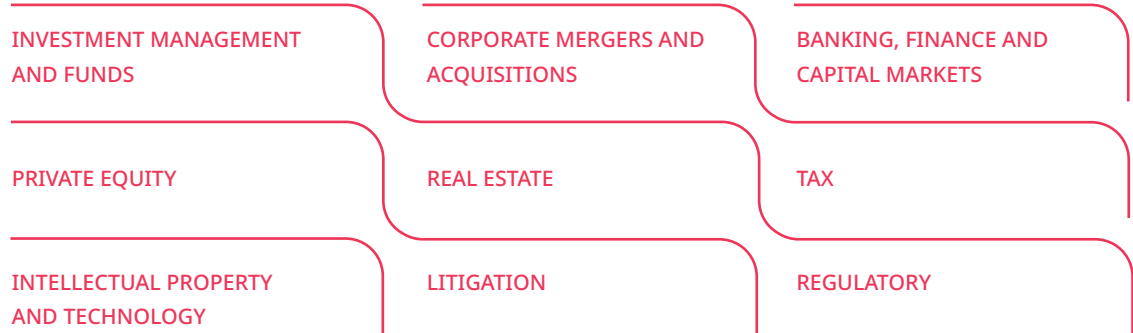 INVESTMENT MANAGEMENT
AND FUNDS
CORPORATE MERGERS AND
ACQUISITIONS
BANKING, FINANCE AND
CAPITAL MARKETS
PRIVATE EQUITY
REAL ESTATE
TAX
INTELLECTUAL PROPERTY
AND TECHNOLOGY
LITIGATION
REGULATORY